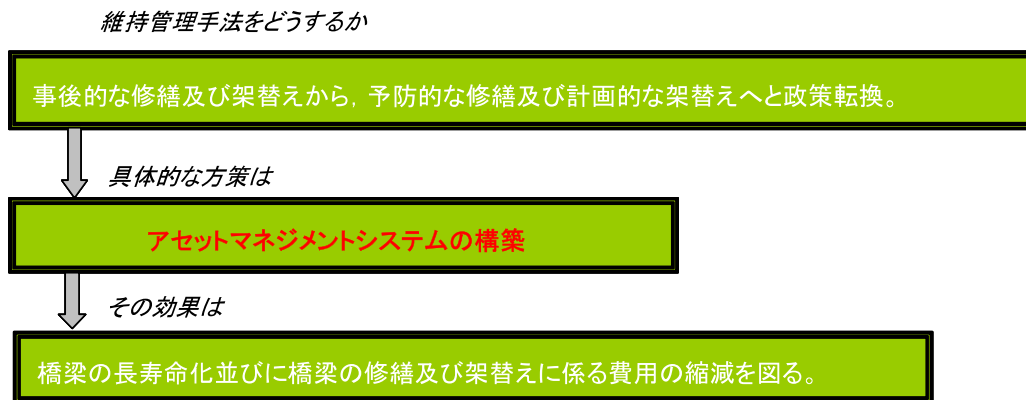 維持管理手法をどうするか
事後的な修繕及び架替えから，予防的な修繕及び計画的な架替えへと政策転換。
具体的な方策は
アセットマネジメントシステムの構築
その効果は
橋梁の長寿命化並びに橋梁の修繕及び架替えに係る費用の縮減を図る。